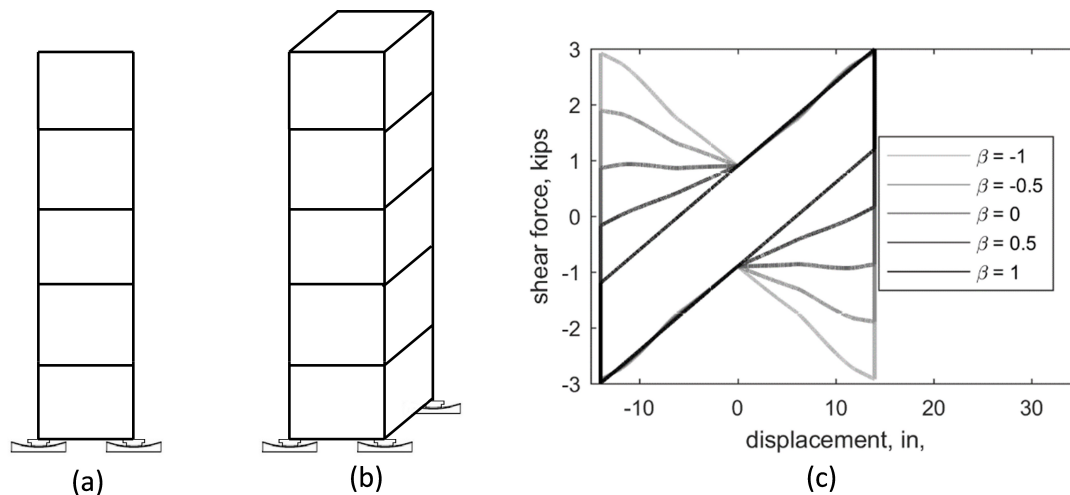 (a)
(b)
3
2
1
0
-1
-2
-3
shear force, kips
-10 0 10 20 30
displacement, in,
β = -1
β = -0.5
β = 0
β = 0.5
β = 1
(c)